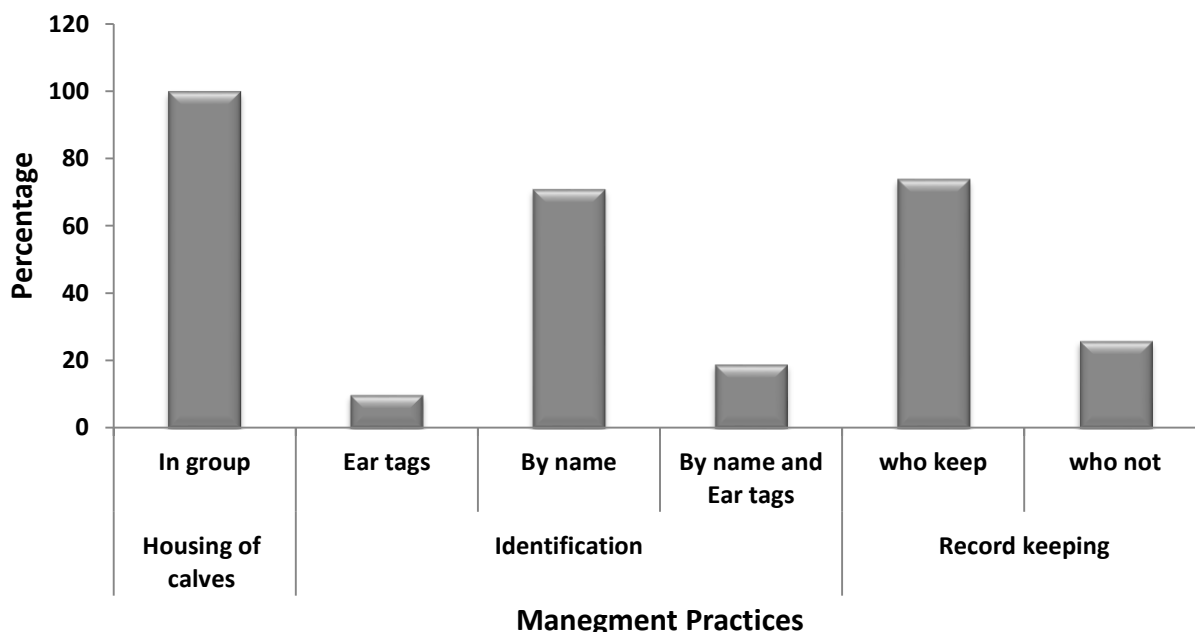 120
100
80
60
40
20
0
Percentage
In group
Ear tags
By name
By name and
Ear tags
who keep
who not
Housing of
calves
Identification
Record keeping
Manegment Practices